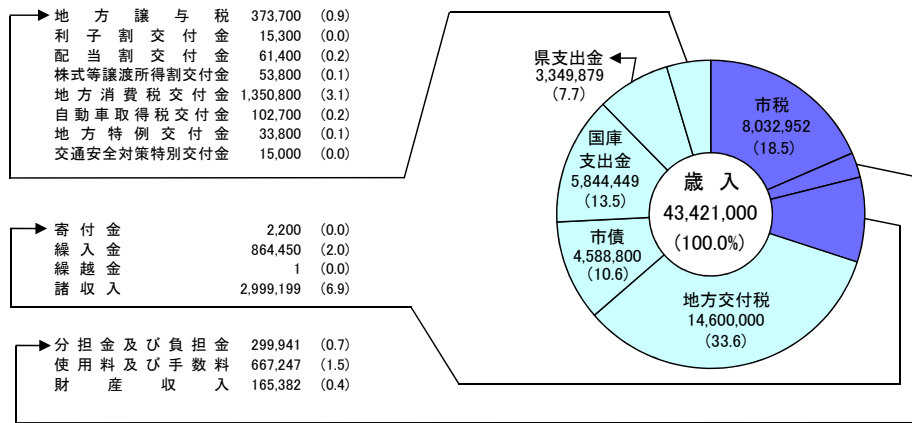 地方譲与税 373,700 (0.9)
利子割交付金 15,300 (0.0)
配当割交付金 61,400 (0.2)
株式等譲渡所得割交付金 53,800 (0.1)
地方消費税交付金 1,350,800 (3.1)
自動車取得税交付金 102,700 (0.2)
地方特例交付金 33,800 (0.1)
交通安全対策特別交付金 15,000 (0.0)
寄付金 2,200 (0.0)
繰入金 864,450 (2.0)
繰越金 1 (0.0)
諸収入 2,999,199 (6.9)
分担金及び負担金 299,941 (0.7)
使用料及び手数料 667,247 (1.5)
財産収入 165,382 (0.4)
県支出金
3,349,879
(7.7)
市税
8,032,952
(18.5)
国庫
支出金
5,844,449
(13.5)
歳入
43,421,000
(100.0%)
市債
4,588,800
(10.6)
地方交付税
14,600,000
(33.6)